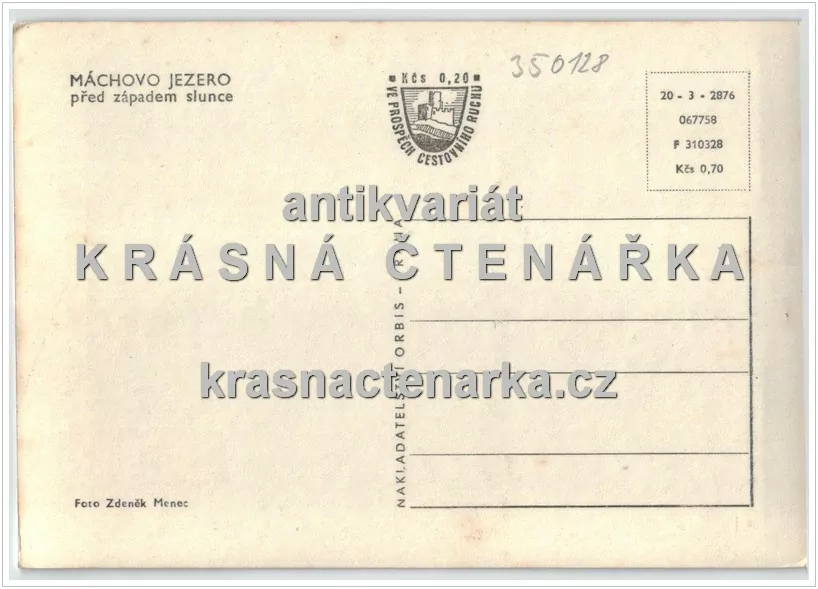 MÁCHOVO JEZERO
před západem slunce
Kčs 0,20
VE PROSPĚCH CESTOVNÍHO RUCHU
350128
20 - 3 - 2876
067758
F 310328
Kčs 0,70
antikvariát
KRÁSNÁ ČTENÁŘKA
krasnactenarka.cz
NAKLADATELSTVÍ ORBIS - PRAHA
Foto Zdeněk Menec